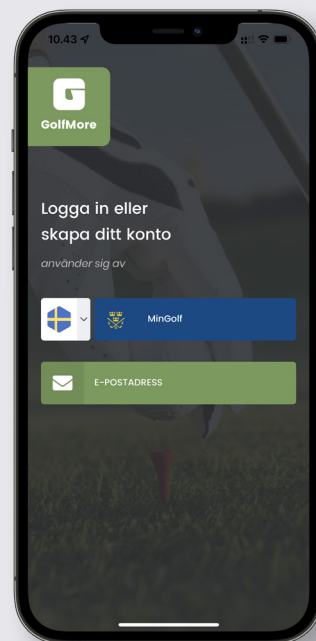 10.43
GolfMore
Logga in eller
skapa ditt konto
använder sig av
MinGolf
E-POSTADRESS